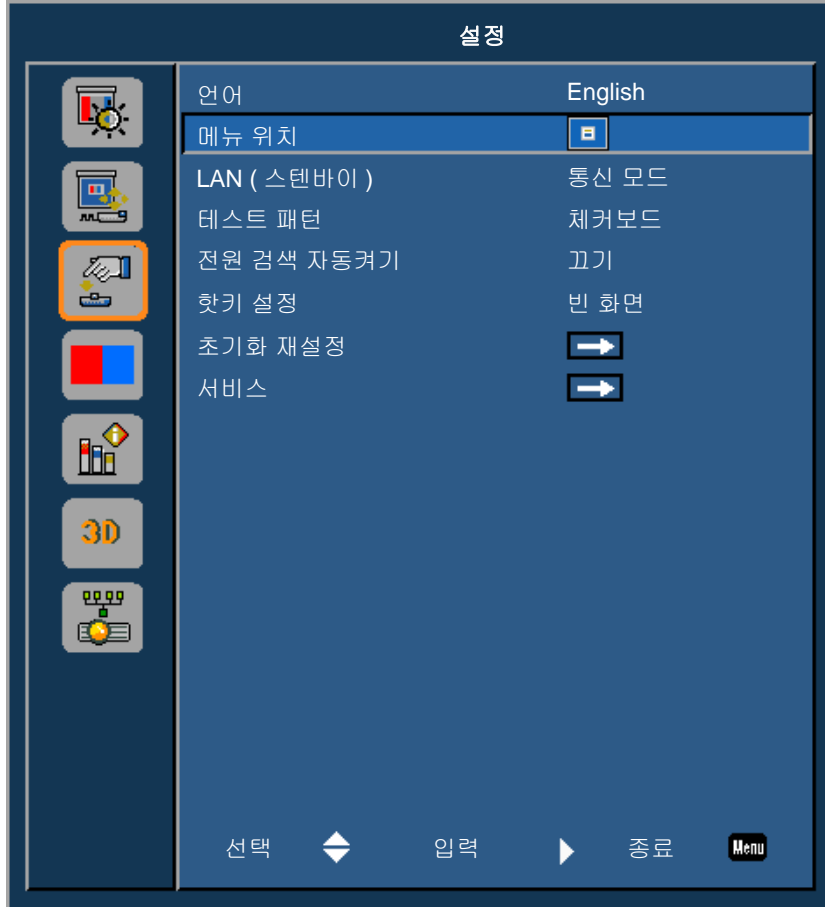 설정
언어 English
메뉴 위치
LAN ( 스텐바이 ) 통신 모드
테스트 패턴 체커보드
전원 검색 자동켜기 끄기
핫키 설정 빈 화면
초기화 재설정
서비스
3D
선택 입력 종료 Menu